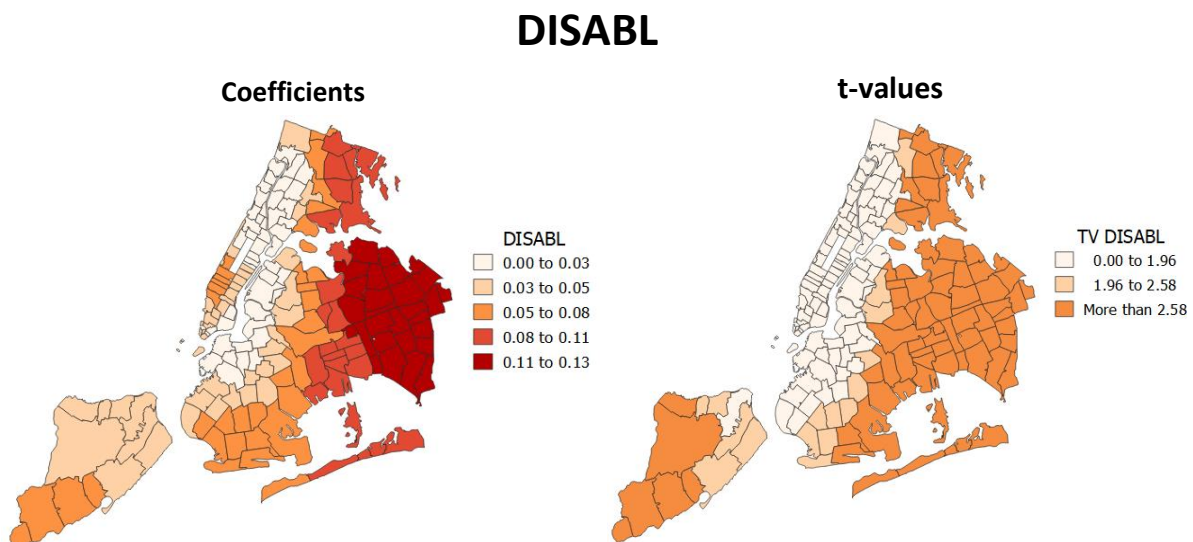 DISABL
Coefficients
t-values
DISABL
0.00 to 0.03
0.03 to 0.05
0.05 to 0.08
0.08 to 0.11
0.11 to 0.13
TV DISABL
0.00 to 1.96
1.96 to 2.58
More than 2.58